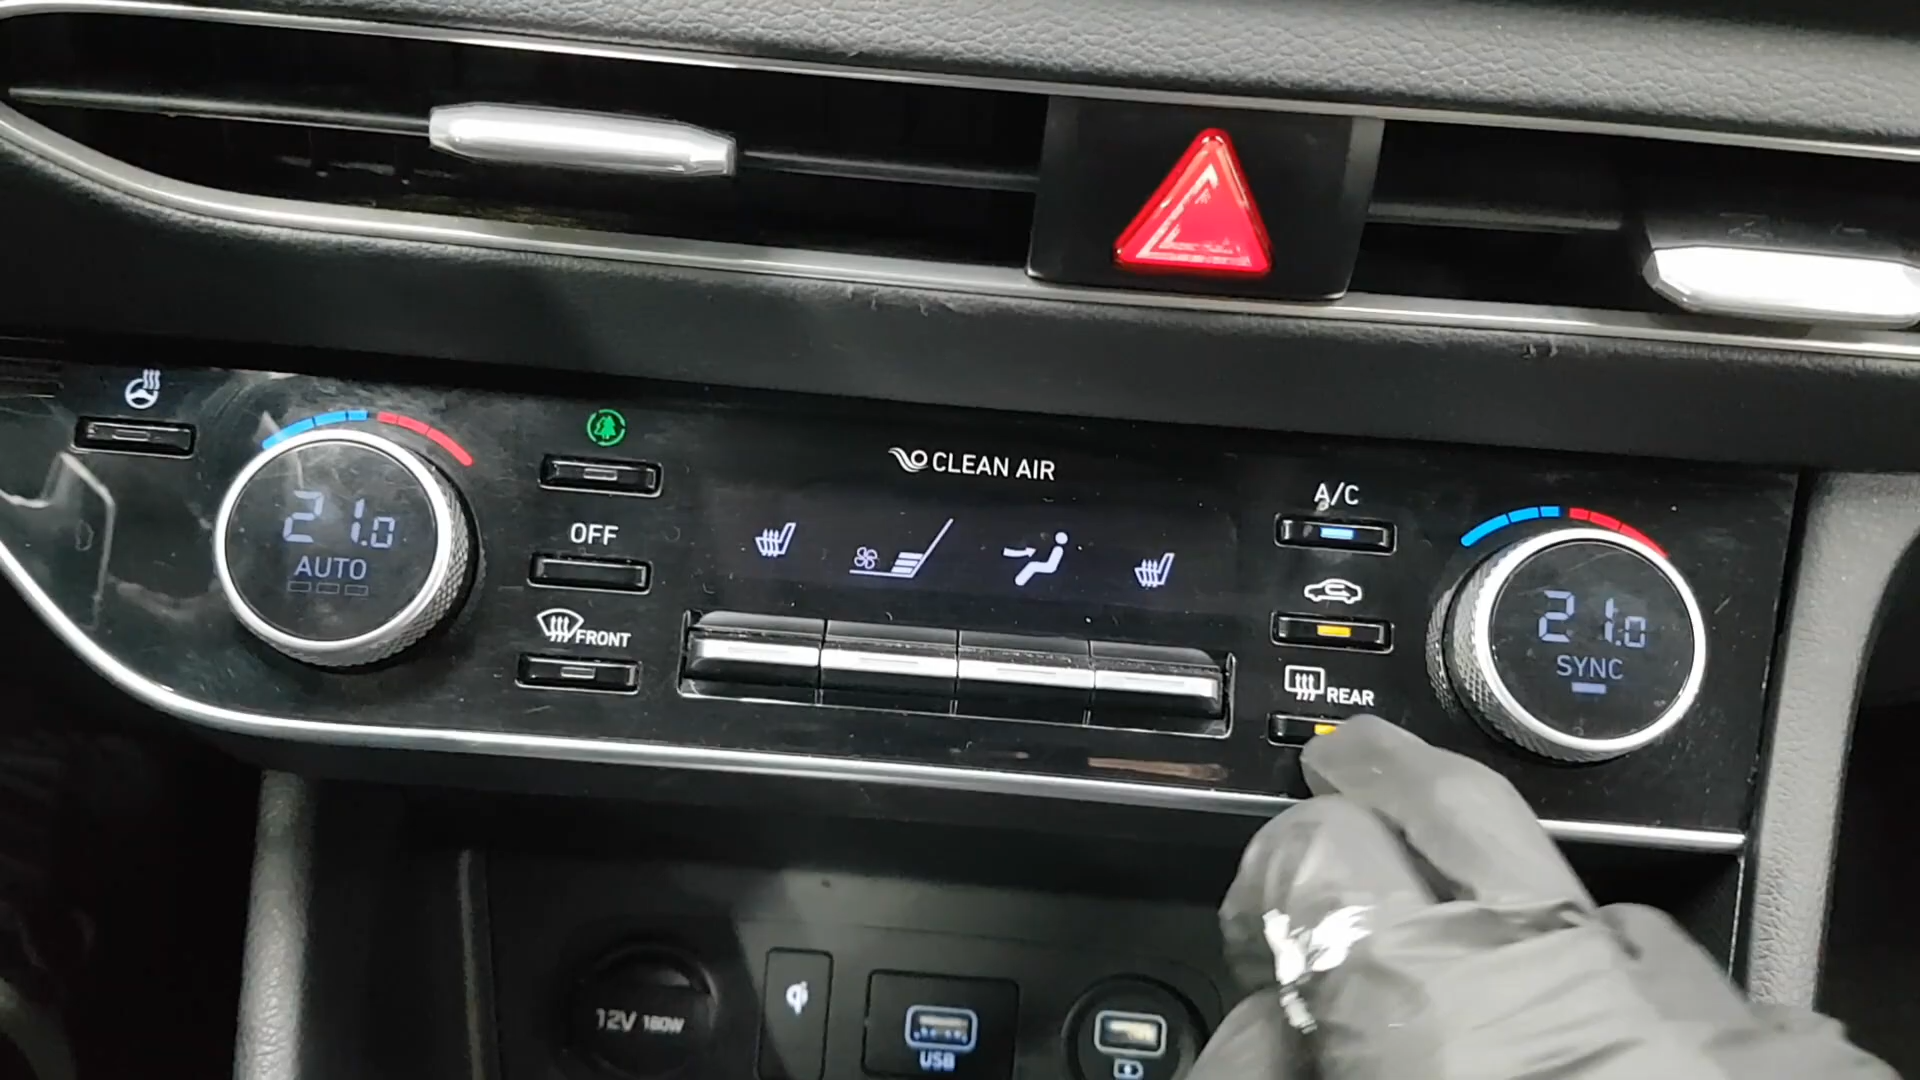 CLEAN AIR
A/C
21.0
AUTO
OFF
FRONT
21.0
SYNC
REAR
12V 180W
USB